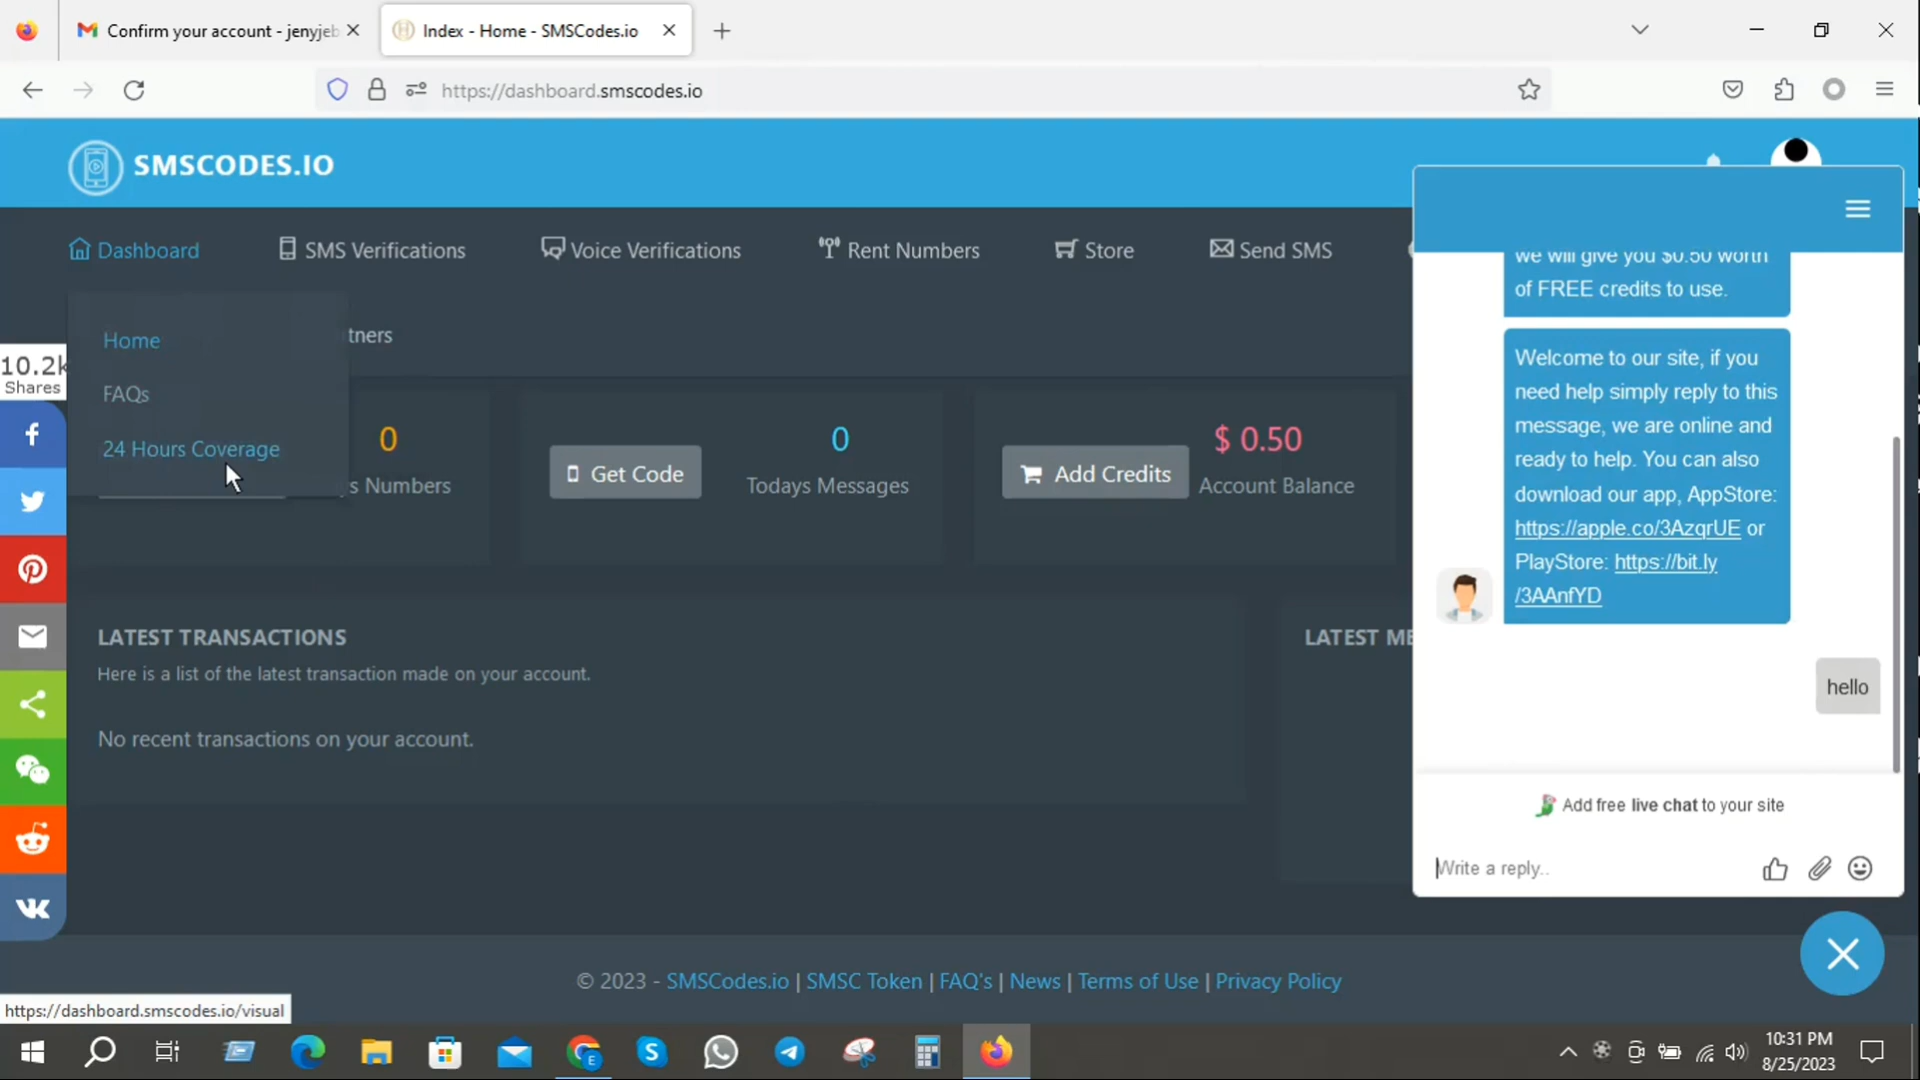 Confirm your account - jenyjeb
Index - Home - SMSCodes.io
https://dashboard.smscodes.io
SMSCODES.IO
Dashboard
SMS Verifications
Voice Verifications
Rent Numbers
Store
Send SMS
Home
tners
FAQs
24 Hours Coverage
10.2k
Shares
0
s Numbers
Get Code
0
Todays Messages
Add Credits
$ 0.50
Account Balance
LATEST TRANSACTIONS
Here is a list of the latest transaction made on your account.
No recent transactions on your account.
LATEST ME
we will give you $0.50 worth
of FREE credits to use.
Welcome to our site, if you
need help simply reply to this
message, we are online and
ready to help. You can also
download our app, AppStore:
https://apple.co/3AzqrUE or
PlayStore: https://bit.ly
/3AAnfYD
hello
Add free live chat to your site
Write a reply..
© 2023 - SMSCodes.io | SMSC Token | FAQ's | News | Terms of Use | Privacy Policy
https://dashboard.smscodes.io/visual
10:31 PM
8/25/2023